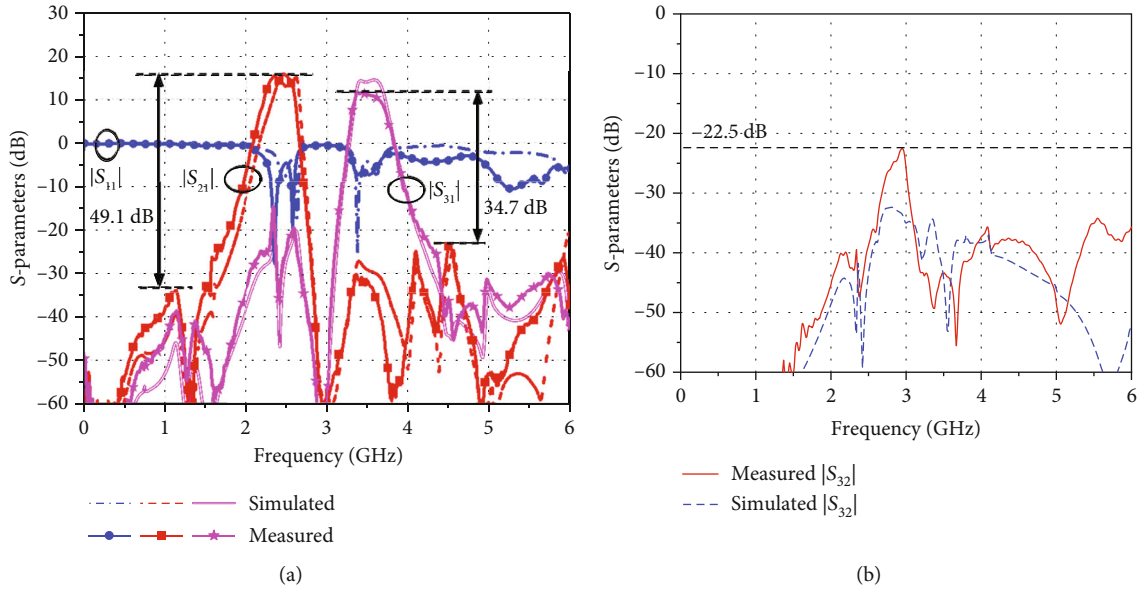 30
20
10
0
−10
−20
−30
−40
−50
−60
S-parameters (dB)
|S11|
|S21|
|S31|
49.1 dB
34.7 dB
0 1 2 3 4 5 6
Frequency (GHz)
Simulated
Measured
(a)
0
−10
−20
−30
−40
−50
−60
S-parameters (dB)
−22.5 dB
0 1 2 3 4 5 6
Frequency (GHz)
Measured |S32|
Simulated |S32|
(b)